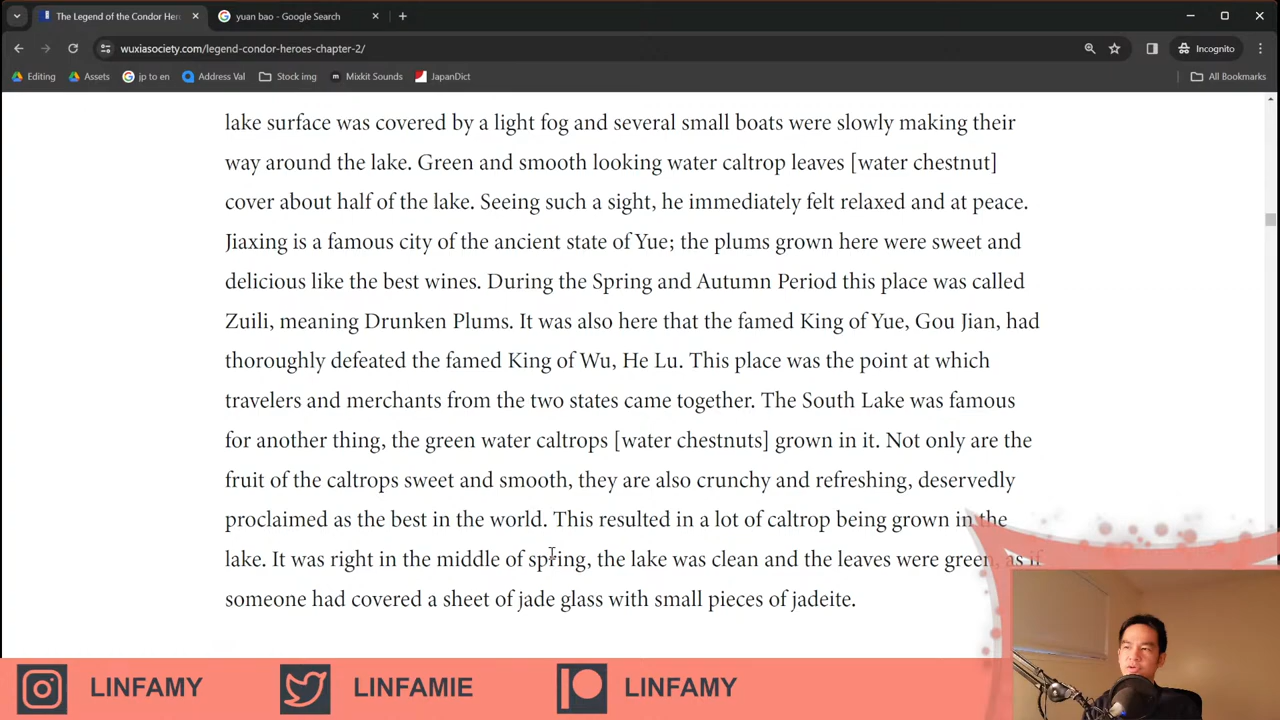 The Legend of the Condor Her
yuan bao - Google Search
wuxiasociety.com/legend-condor-heroes-chapter-2/
Incognito
Editing
Assets
jp to en
Address Val
Stock img
Mixkit Sounds
JapanDict
All Bookmarks
lake surface was covered by a light fog and several small boats were slowly making their
way around the lake. Green and smooth looking water caltrop leaves [water chestnut]
cover about half of the lake. Seeing such a sight, he immediately felt relaxed and at peace.
Jiaxing is a famous city of the ancient state of Yue; the plums grown here were sweet and
delicious like the best wines. During the Spring and Autumn Period this place was called
Zuili, meaning Drunken Plums. It was also here that the famed King of Yue, Gou Jian, had
thoroughly defeated the famed King of Wu, He Lu. This place was the point at which
travelers and merchants from the two states came together. The South Lake was famous
for another thing, the green water caltrops [water chestnuts] grown in it. Not only are the
fruit of the caltrops sweet and smooth, they are also crunchy and refreshing, deservedly
proclaimed as the best in the world. This resulted in a lot of caltrop being grown in the
lake. It was right in the middle of spring, the lake was clean and the leaves were green, as if
someone had covered a sheet of jade glass with small pieces of jadeite.
LINFAMY
LINFAMIE
LINFAMY